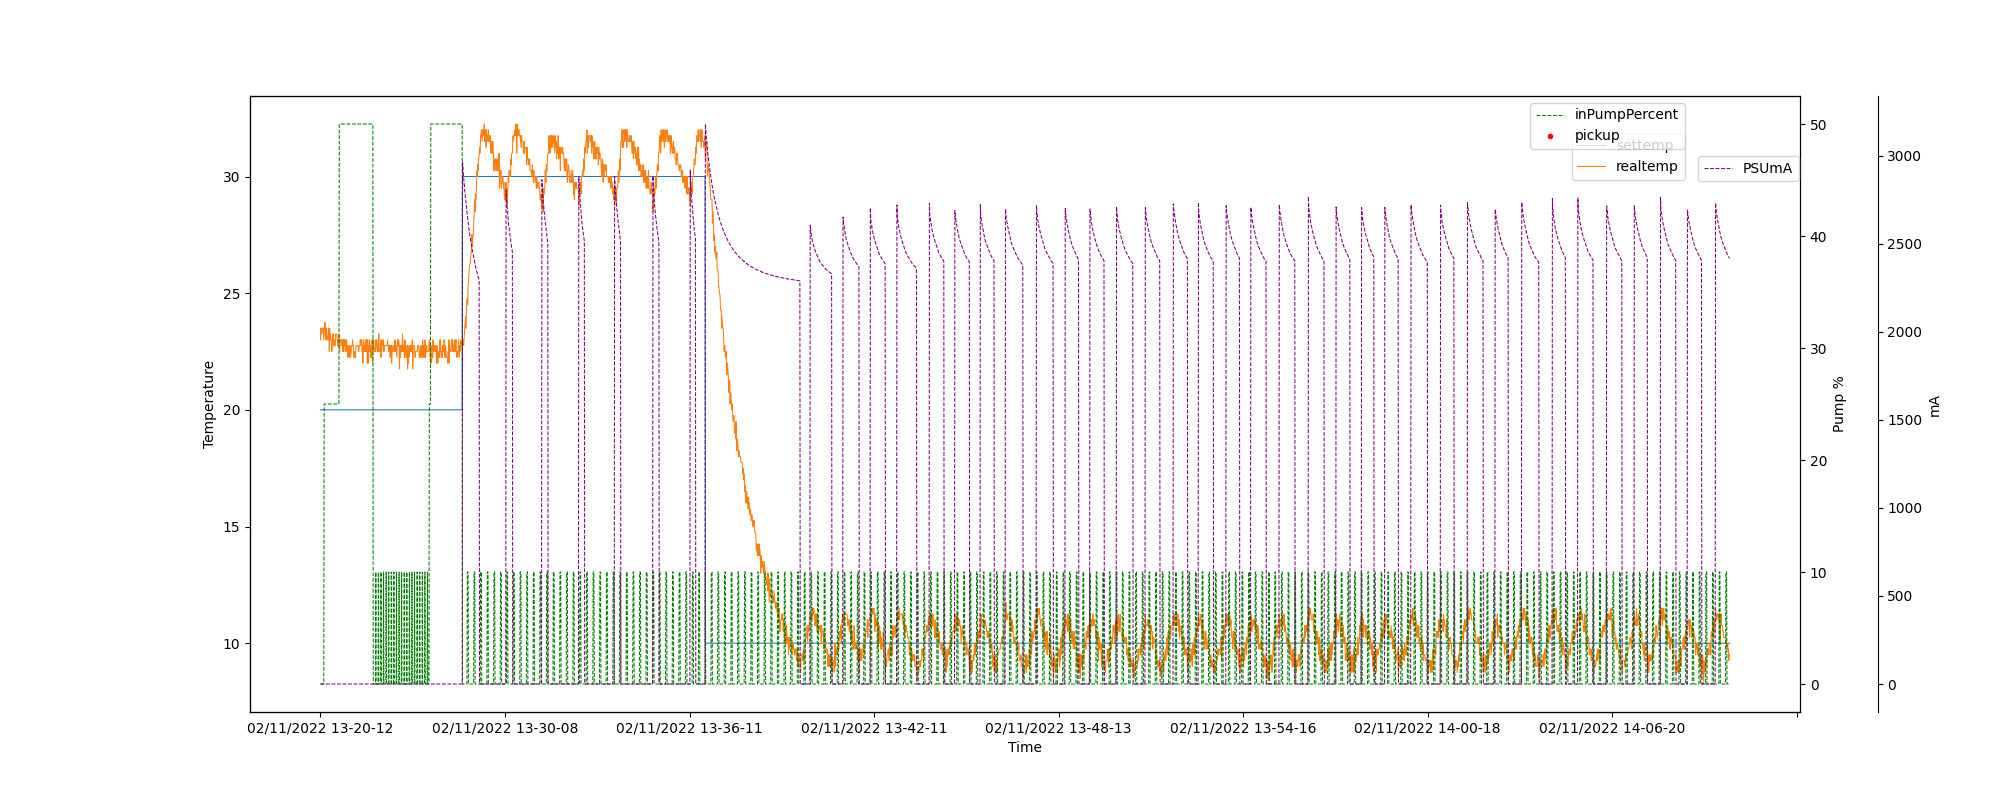 inPumpPercent
pickup
settemp
realtemp
PSUmA
Temperature
30
25
20
15
10
50
40
30
20
10
0
Pump %
3000
2500
2000
1500
1000
500
0
mA
02/11/2022 13-20-12
02/11/2022 13-30-08
02/11/2022 13-36-11
02/11/2022 13-42-11
02/11/2022 13-48-13
02/11/2022 13-54-16
02/11/2022 14-00-18
02/11/2022 14-06-20
Time